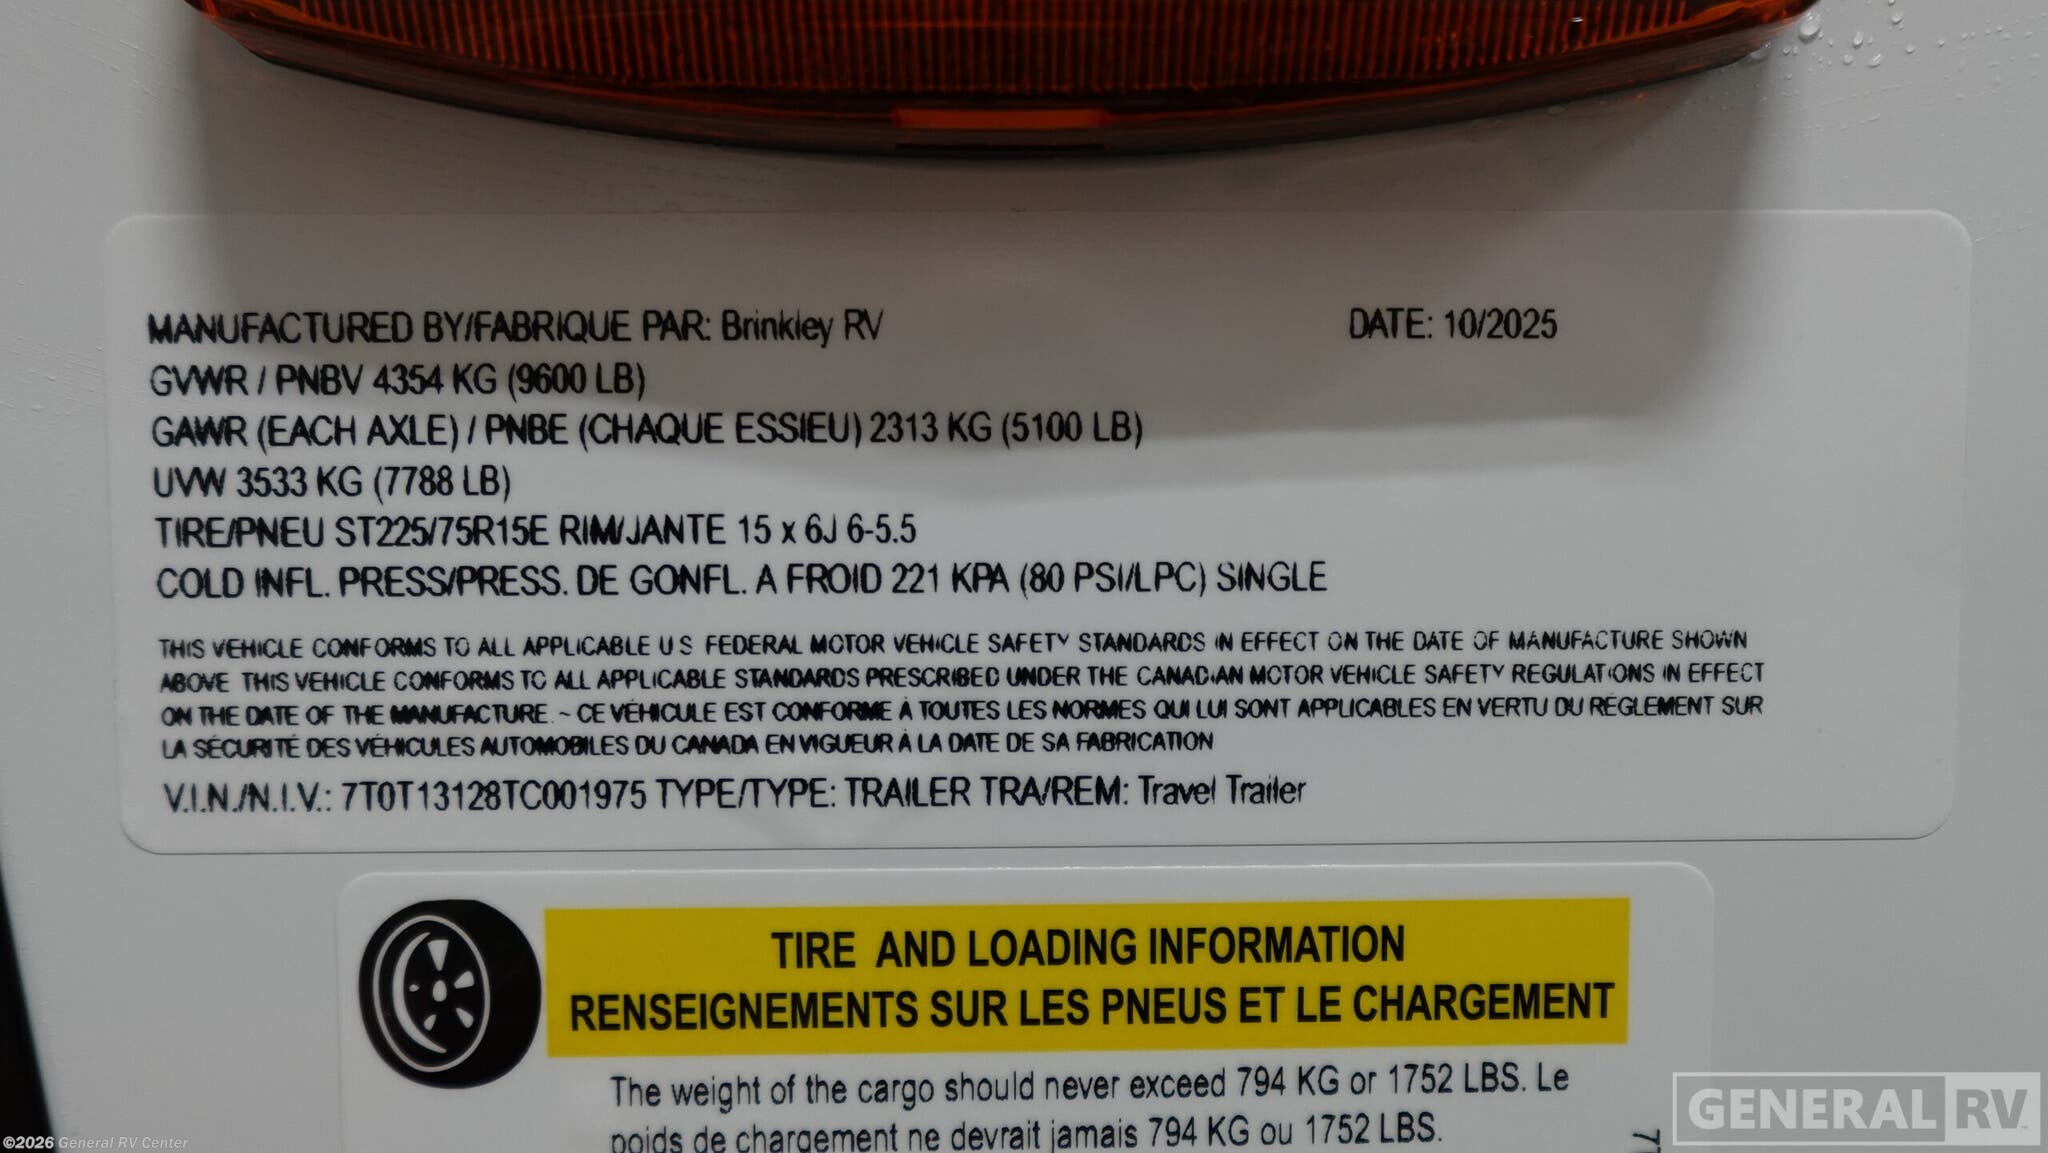 MANUFACTURED BY/FABRIQUE PAR: Brinkley RV DATE: 10/2025
GVWR / PNBV 4354 KG (9600 LB)
GAWR (EACH AXLE) / PNBE (CHAQUE ESSIEU) 2313 KG (5100 LB)
UVW 3533 KG (7788 LB)
TIRE/PNEU ST225/75R15E RIM/JANTE 15 x 6J 6-5.5
COLD INFL. PRESS/PRESS. DE GONFL. A FROID 221 KPA (80 PSI/LPC) SINGLE
THIS VEHICLE CONFORMS TO ALL APPLICABLE U S FEDERAL MOTOR VEHICLE SAFETY STANDARDS IN EFFECT ON THE DATE OF MANUFACTURE SHOWN
ABOVE THIS VEHICLE CONFORMS TO ALL APPLICABLE STANDARDS PRESCRIBED UNDER THE CANADIAN MOTOR VEHICLE SAFETY REGULATIONS IN EFFECT
ON THE DATE OF THE MANUFACTURE. ~ CE VÉHICULE EST CONFORME À TOUTES LES NORMES QUI LUI SONT APPLICABLES EN VERTU DU RÉGLEMENT SUR
LA SÉCURITÉ DES VÉHICULES AUTOMOBILES DU CANADA EN VIGUEUR À LA DATE DE SA FABRICATION
V.I.N./N.I.V.: 7T0T13128TC001975 TYPE/TYPE: TRAILER TRA/REM: Travel Trailer
TIRE AND LOADING INFORMATION
RENSEIGNEMENTS SUR LES PNEUS ET LE CHARGEMENT
The weight of the cargo should never exceed 794 KG or 1752 LBS. Le
poids de chargement ne devrait jamais 794 KG ou 1752 LBS.
GENERAL RV
©2026 General RV Center